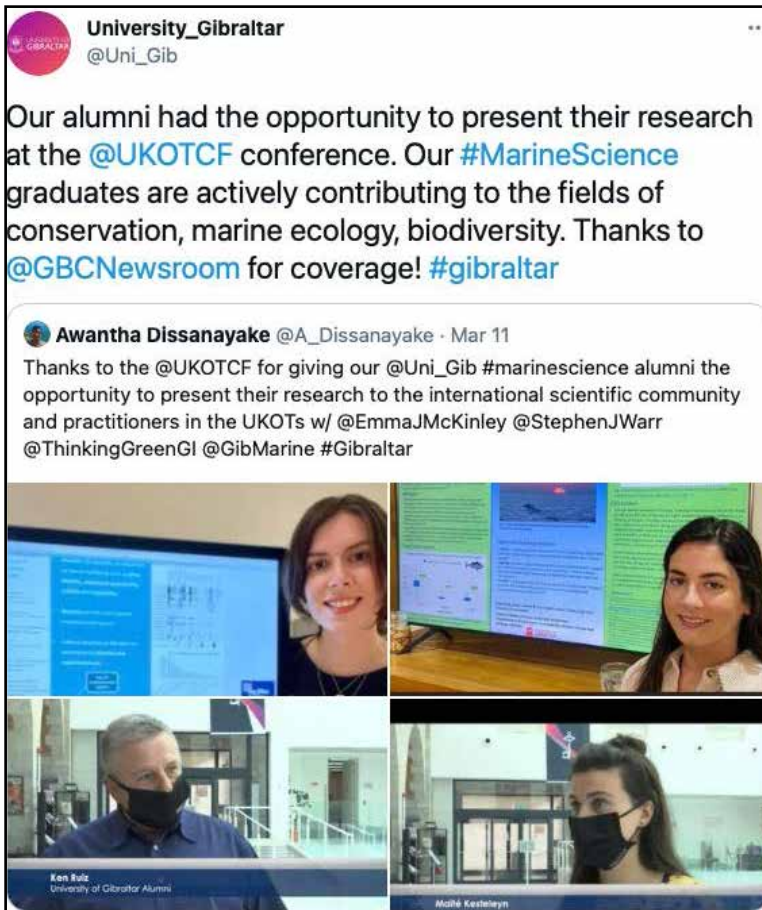 University_Gibraltar
@Uni_Gib
Our alumni had the opportunity to present their research
at the @UKOTCF conference. Our #MarineScience
graduates are actively contributing to the fields of
conservation, marine ecology, biodiversity. Thanks to
@GBCNewsroom for coverage! #gibraltar
Awantha Dissanayake @A_Dissanayake · Mar 11
Thanks to the @UKOTCF for giving our @Uni_Gib #marinescience alumni the
opportunity to present their research to the international scientific community
and practitioners in the UKOTs w/ @EmmaJMcKinley @StephenJWarr
@ThinkingGreenGI @GibMarine #Gibraltar
Ken Ruiz
University of Gibraltar Alumni
Maïté Kesteleyn